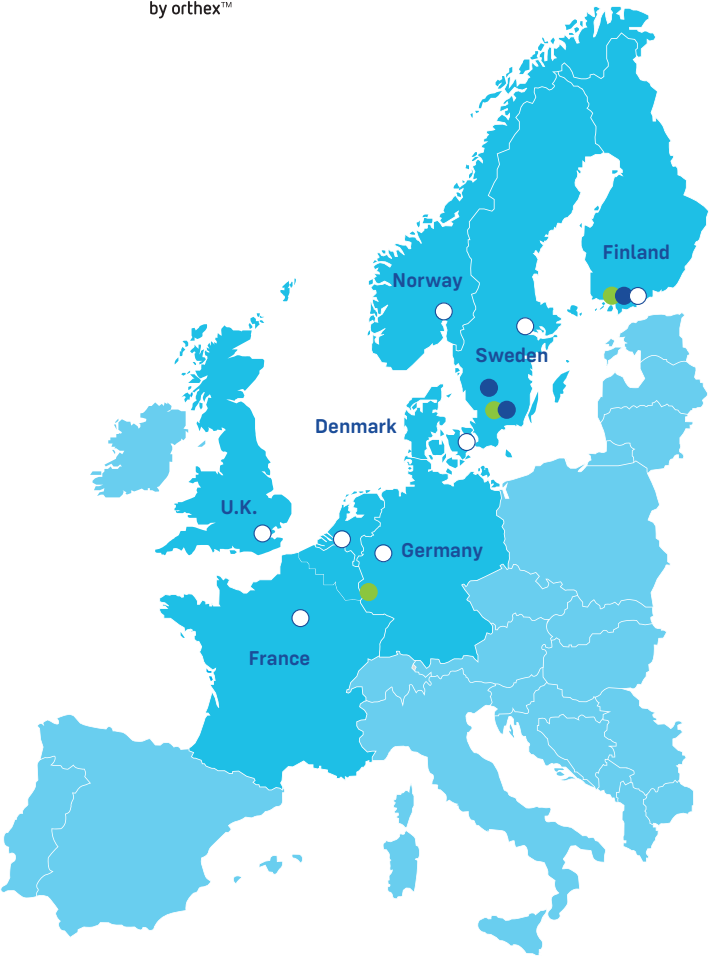 by orthex™
Finland
Norway
Sweden
Denmark
U.K.
Germany
France